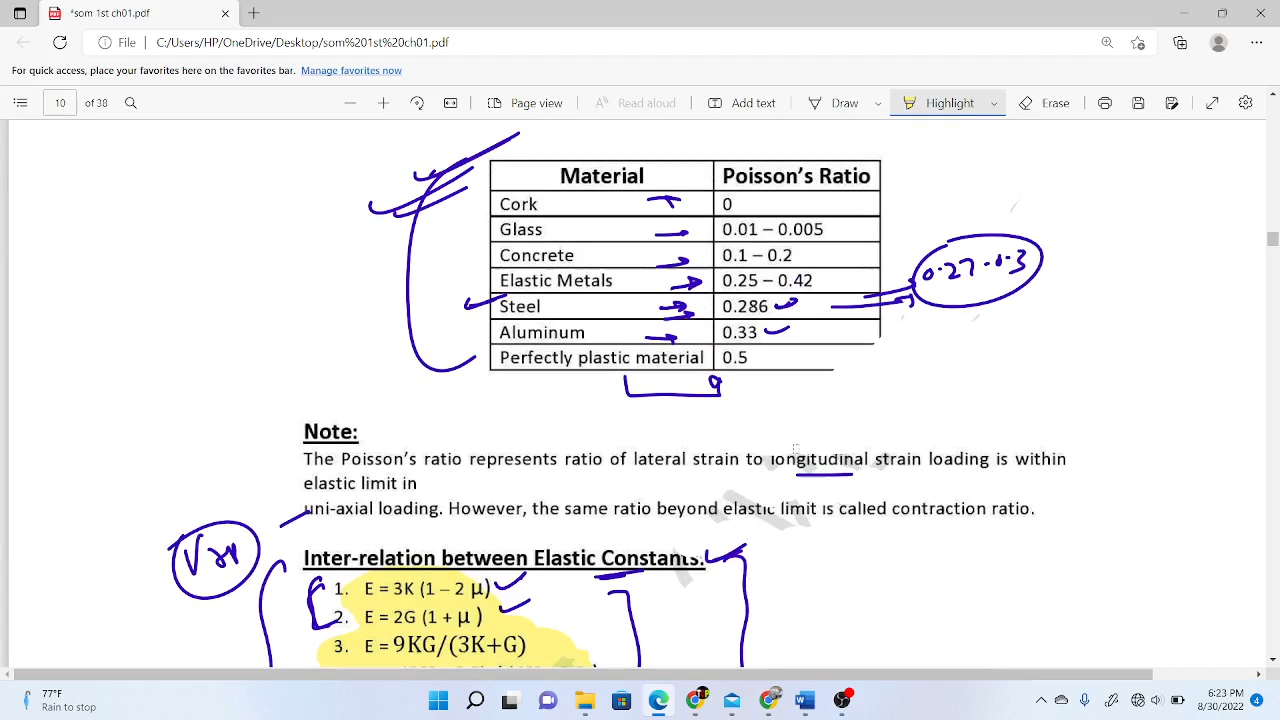 *som 1st ch01.pdf
File C:/Users/HP/OneDrive/Desktop/som%201st%20ch01.pdf
For quick access, place your favorites here on the favorites bar. Manage favorites now
10 of 38 Page view Read aloud Add text Draw Highlight Erase
Material Poisson's Ratio
Cork 0
Glass 0.01 – 0.005
Concrete 0.1 – 0.2
Elastic Metals 0.25 – 0.42
Steel 0.286
Aluminum 0.33
Perfectly plastic material 0.5
0.27-0.3
Note:
The Poisson's ratio represents ratio of lateral strain to longitudinal strain loading is within
elastic limit in
uni-axial loading. However, the same ratio beyond elastic limit is called contraction ratio.
Inter-relation between Elastic Constants:
1. E = 3K (1 – 2 μ)
2. E = 2G (1 + μ )
3. E = 9KG/(3K+G)
77°F
Rain to stop
8:23 PM
8/30/2022
4